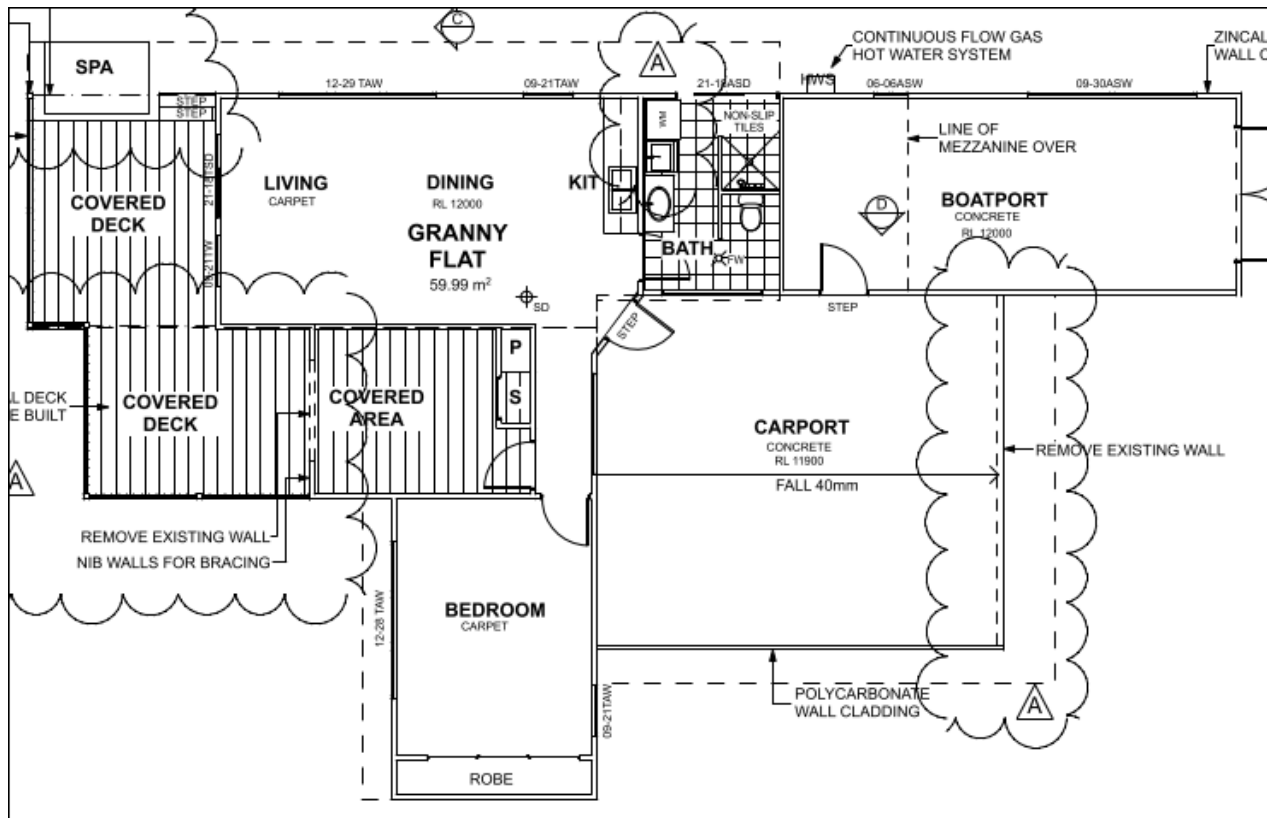 C
SPA
A
CONTINUOUS FLOW GAS
HOT WATER SYSTEM
ZINCAL
WALL C
12-29 TAW
09-21TAW
HWS
06-06ASW
09-30ASW
STEP
STEP
WM
NON-SLIP
TILES
LINE OF
MEZZANINE OVER
LIVING
CARPET
DINING
RL 12000
KIT
COVERED
DECK
GRANNY
FLAT
59.99 m²
BATH
FW
D
BOATPORT
CONCRETE
RL 12000
SD
STEP
STEP
P
S
L DECK
E BUILT
COVERED
DECK
COVERED
AREA
CARPORT
CONCRETE
RL 11900
FALL 40mm
REMOVE EXISTING WALL
A
REMOVE EXISTING WALL
NIB WALLS FOR BRACING
12-28 TAW
BEDROOM
CARPET
09-21TAW
POLYCARBONATE
WALL CLADDING
A
ROBE